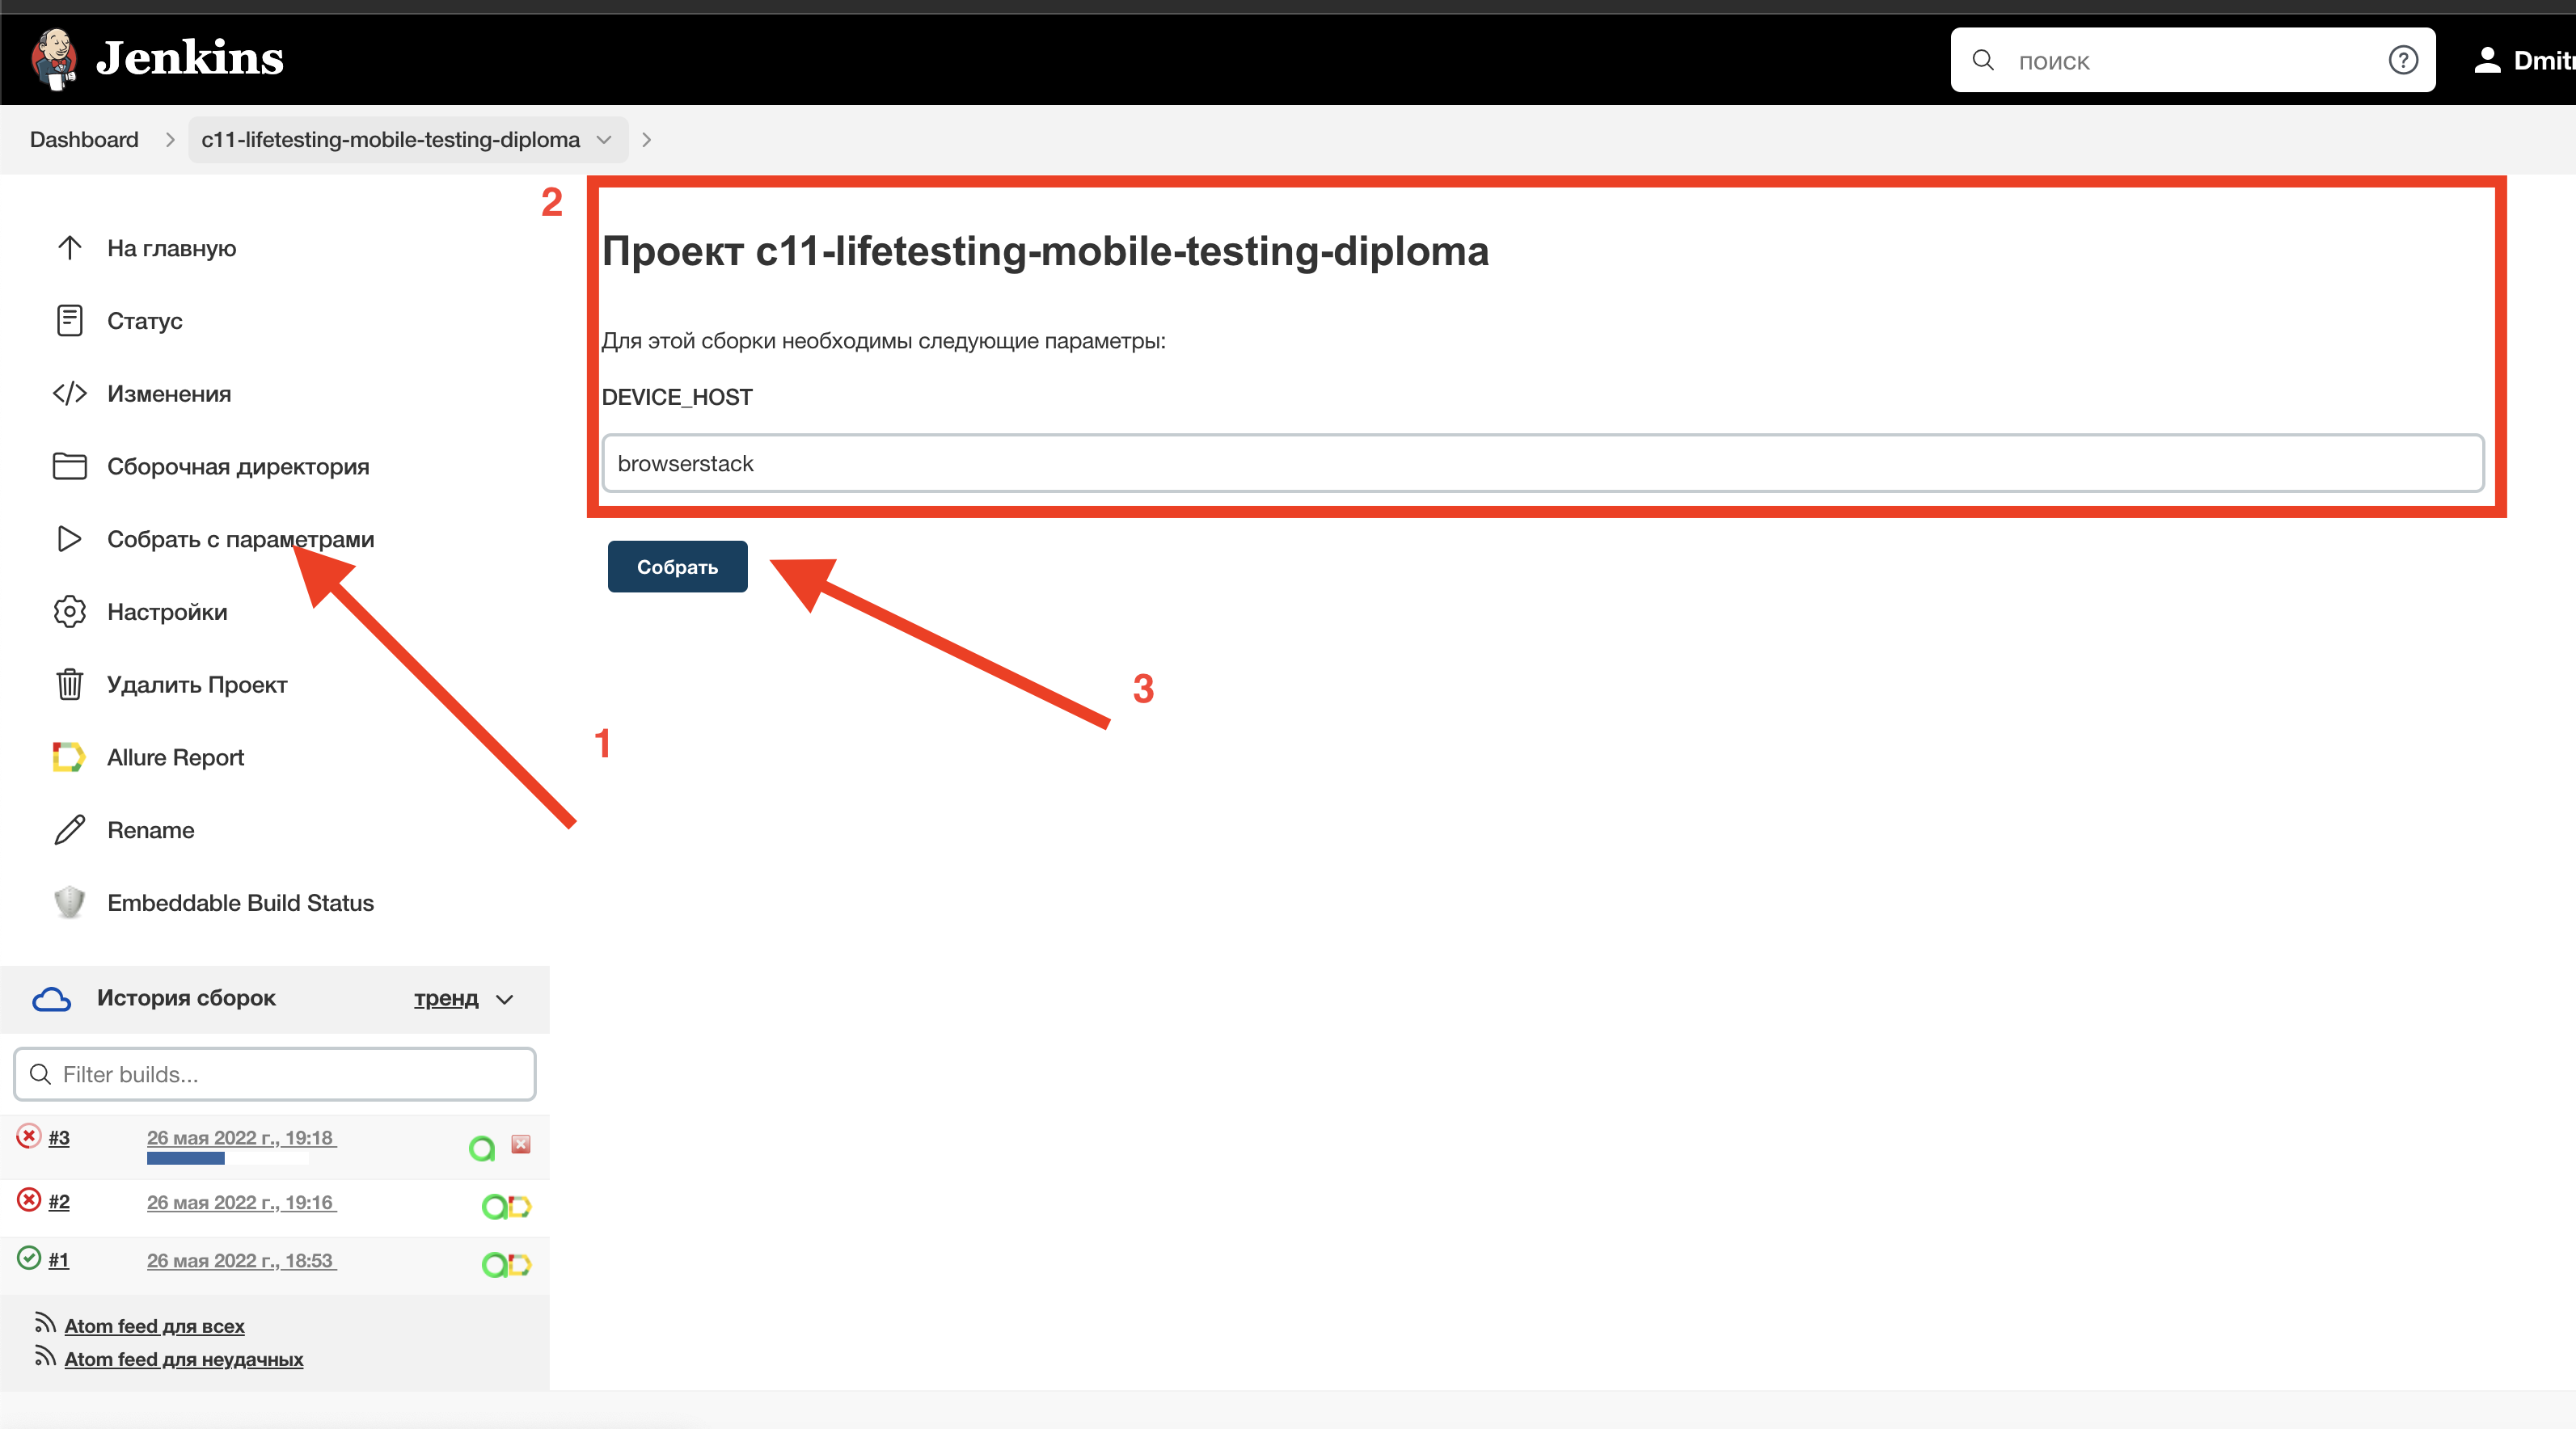 Jenkins
поиск
Dmitr
Dashboard
c11-lifetesting-mobile-testing-diploma
2
На главную
Статус
Изменения
Сборочная директория
Собрать с параметрами
Настройки
Удалить Проект
Allure Report
Rename
Embeddable Build Status
1
Проект c11-lifetesting-mobile-testing-diploma
Для этой сборки необходимы следующие параметры:
DEVICE_HOST
browserstack
Собрать
3
История сборок тренд
Filter builds...
#3 26 мая 2022 г., 19:18
#2 26 мая 2022 г., 19:16
#1 26 мая 2022 г., 18:53
Atom feed для всех
Atom feed для неудачных